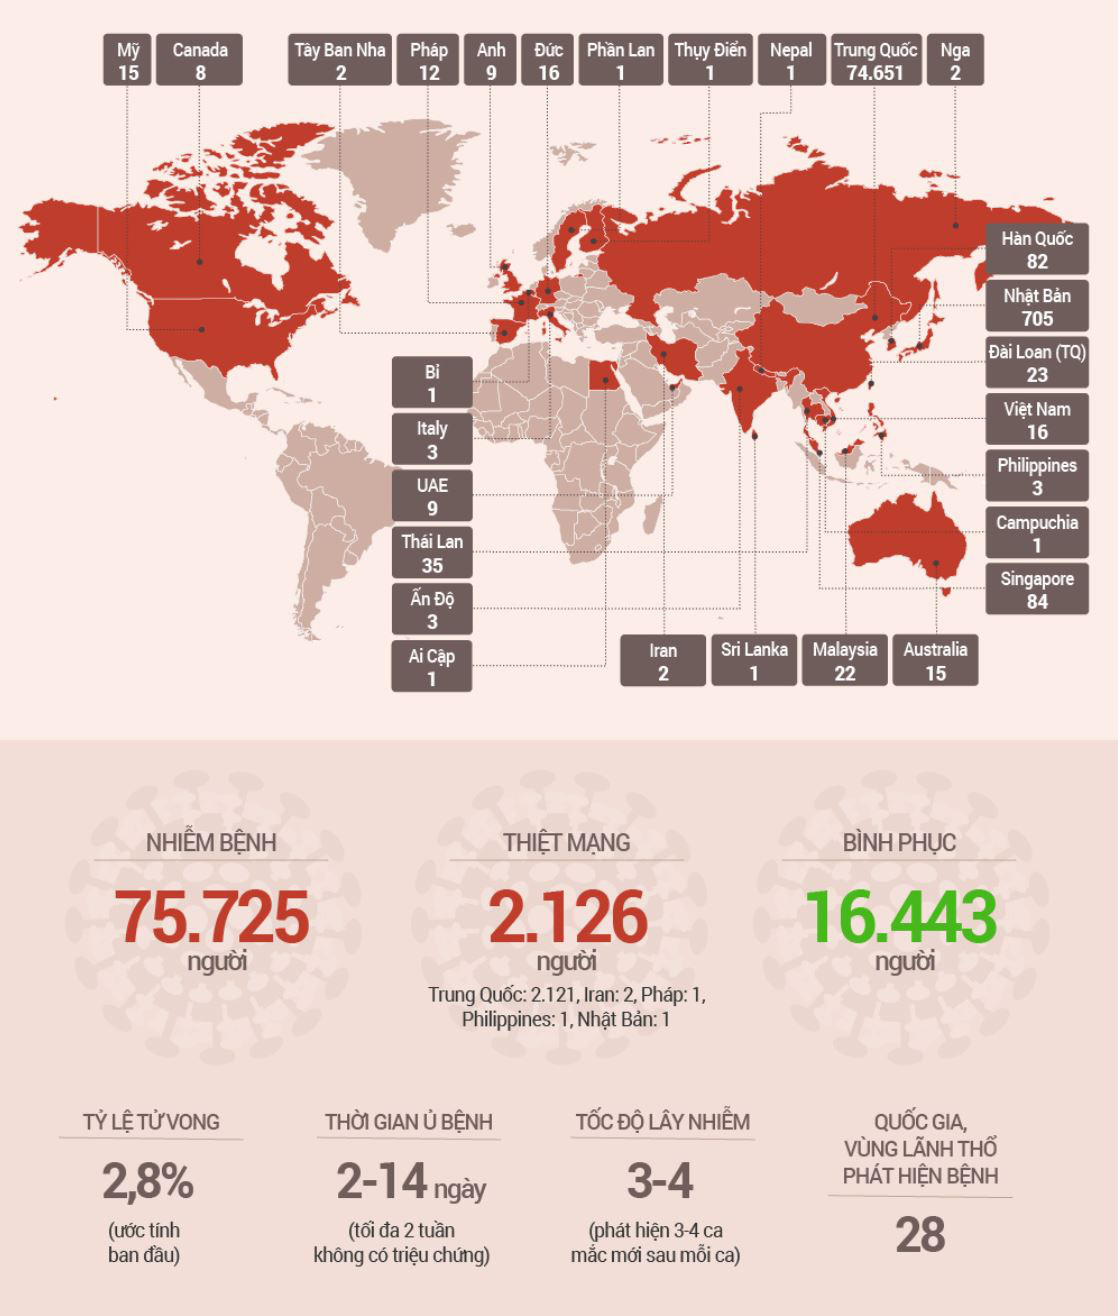 Mỹ
15
Canada
8
Tây Ban Nha
2
Pháp
12
Anh
9
Đức
16
Phần Lan
1
Thụy Điển
1
Nepal
1
Trung Quốc
74.651
Nga
2
Hàn Quốc
82
Nhật Bản
705
Đài Loan (TQ)
23
Việt Nam
16
Philippines
3
Campuchia
1
Singapore
84
Bỉ
1
Italy
3
UAE
9
Thái Lan
35
Ấn Độ
3
Ai Cập
1
Iran
2
Sri Lanka
1
Malaysia
22
Australia
15
NHIỄM BỆNH
75.725
người
THIỆT MẠNG
2.126
người
Trung Quốc: 2.121, Iran: 2, Pháp: 1,
Philippines: 1, Nhật Bản: 1
BÌNH PHỤC
16.443
người
TỶ LỆ TỬ VONG
2,8%
(ước tính
ban đầu)
THỜI GIAN Ủ BỆNH
2-14 ngày
(tối đa 2 tuần
không có triệu chứng)
TỐC ĐỘ LÂY NHIỄM
3-4
(phát hiện 3-4 ca
mắc mới sau mỗi ca)
QUỐC GIA,
VÙNG LÃNH THỔ
PHÁT HIỆN BỆNH
28